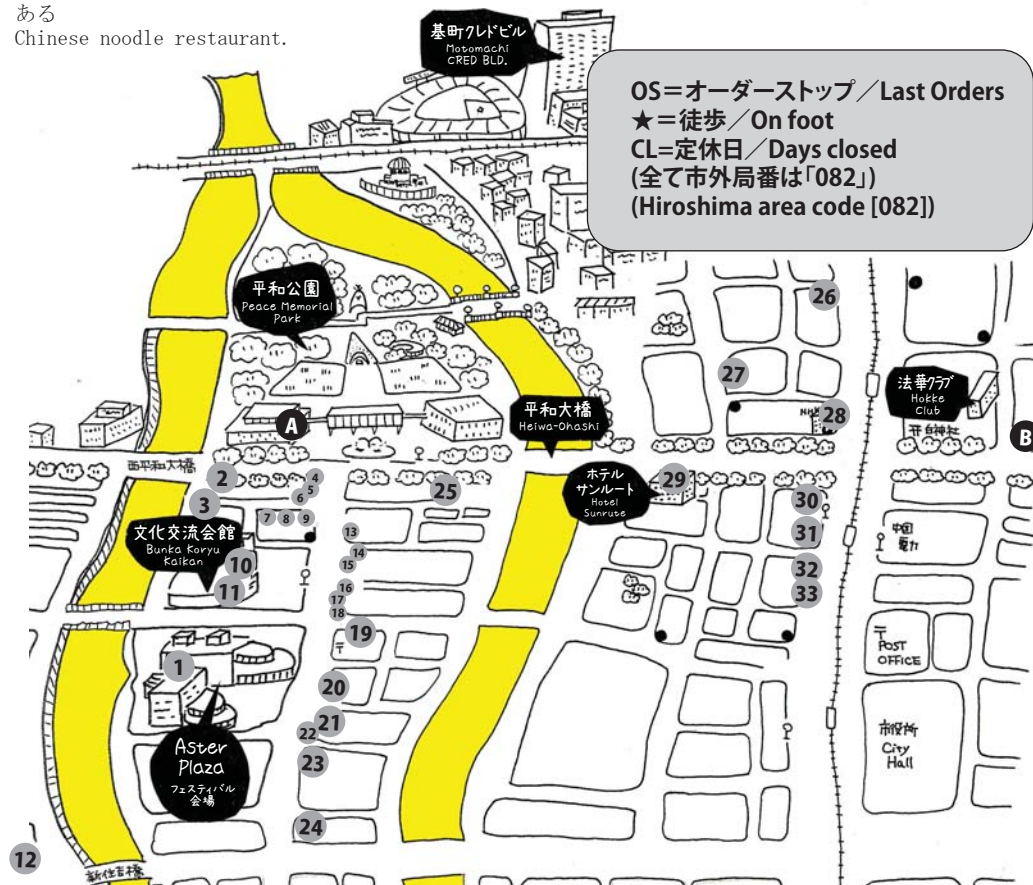 ある
Chinese noodle restaurant.
基町クレドビル
Motomachi
CRED BLD.
OS=オーダーストップ/Last Orders
★=徒歩/On foot
CL=定休日/Days closed
(全て市外局番は「082」)
(Hiroshima area code [082])
平和公園
Peace Memorial
Park
26
27
法華クラブ
Hokke
Club
NHK
28
白神社
平和大橋
Heiwa-Ohashi
A
B
西平和大橋
2
4
5
6
25
ホテル
サンルート
Hotel
Sunrute
29
30
3
7
8
9
文化交流会館
Bunka Koryu
Kaikan
13
31
中国
電力
10
14
15
32
11
16
17
18
33
19
〒
〒
POST
OFFICE
1
20
21
22
市役所
City
Hall
Aster
Plaza
フェスティバル
会場
23
24
12
新住吉橋